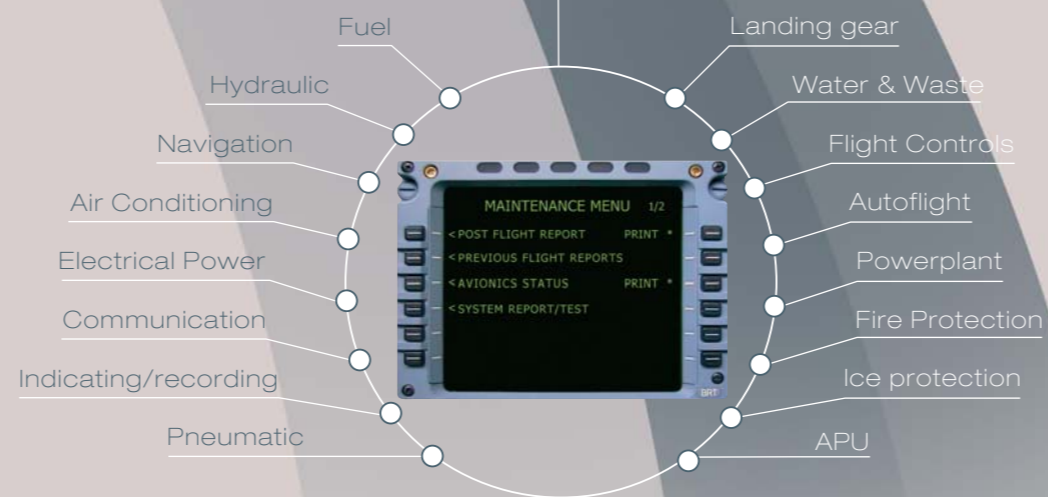 Fuel
Hydraulic
Navigation
Air Conditioning
Electrical Power
Communication
Indicating/recording
Pneumatic
MAINTENANCE MENU 1/2
<POST FLIGHT REPORT PRINT *
<PREVIOUS FLIGHT REPORTS
<AVIONICS STATUS PRINT *
<SYSTEM REPORT/TEST
BRT
Landing gear
Water & Waste
Flight Controls
Autoflight
Powerplant
Fire Protection
Ice protection
APU